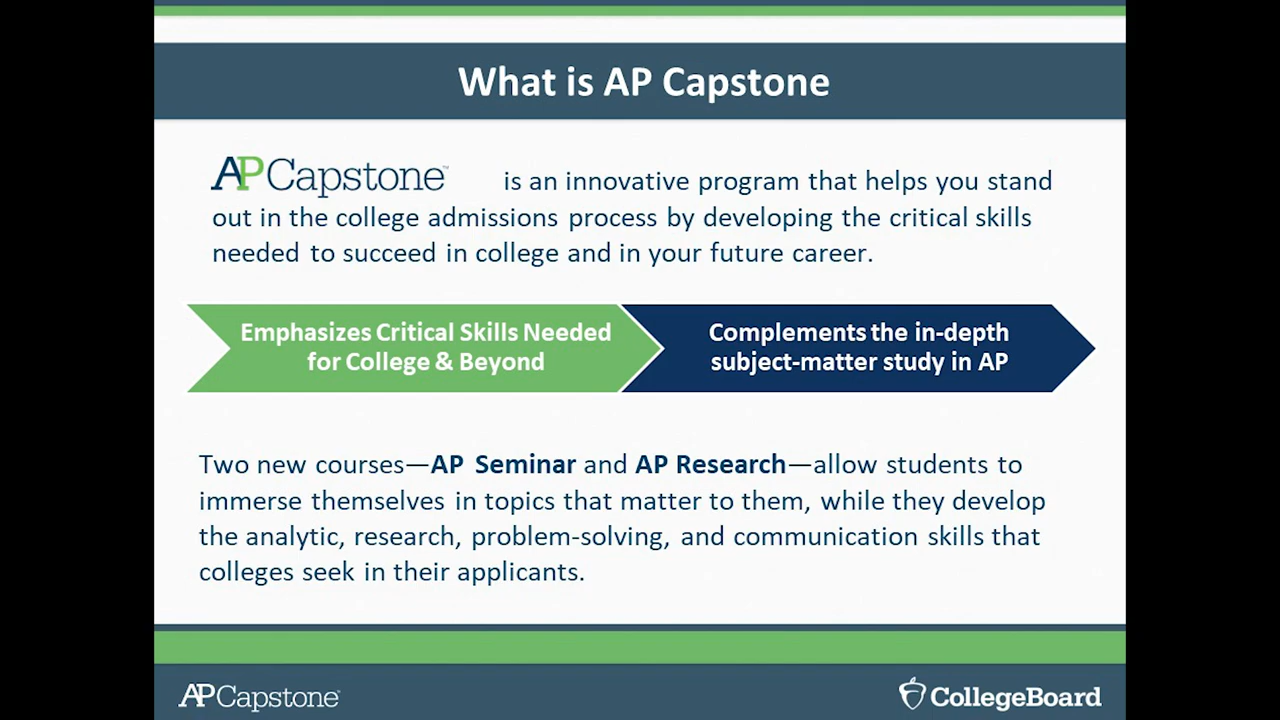 What is AP Capstone
AP Capstone™ is an innovative program that helps you stand
out in the college admissions process by developing the critical skills
needed to succeed in college and in your future career.
Emphasizes Critical Skills Needed
for College & Beyond
Complements the in-depth
subject-matter study in AP
Two new courses—AP Seminar and AP Research—allow students to
immerse themselves in topics that matter to them, while they develop
the analytic, research, problem-solving, and communication skills that
colleges seek in their applicants.
AP Capstone
CollegeBoard